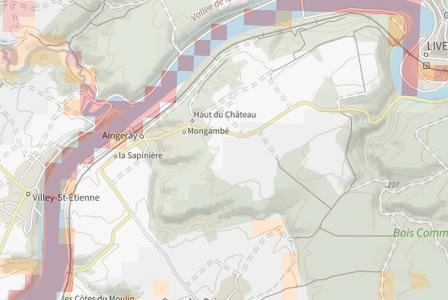 Vallée de la
LIVE
Haut du Château
Aingeray
Mongambé
la Sapinière
Villey-St-Etienne
Bois Comm
les Côtes du Moulin